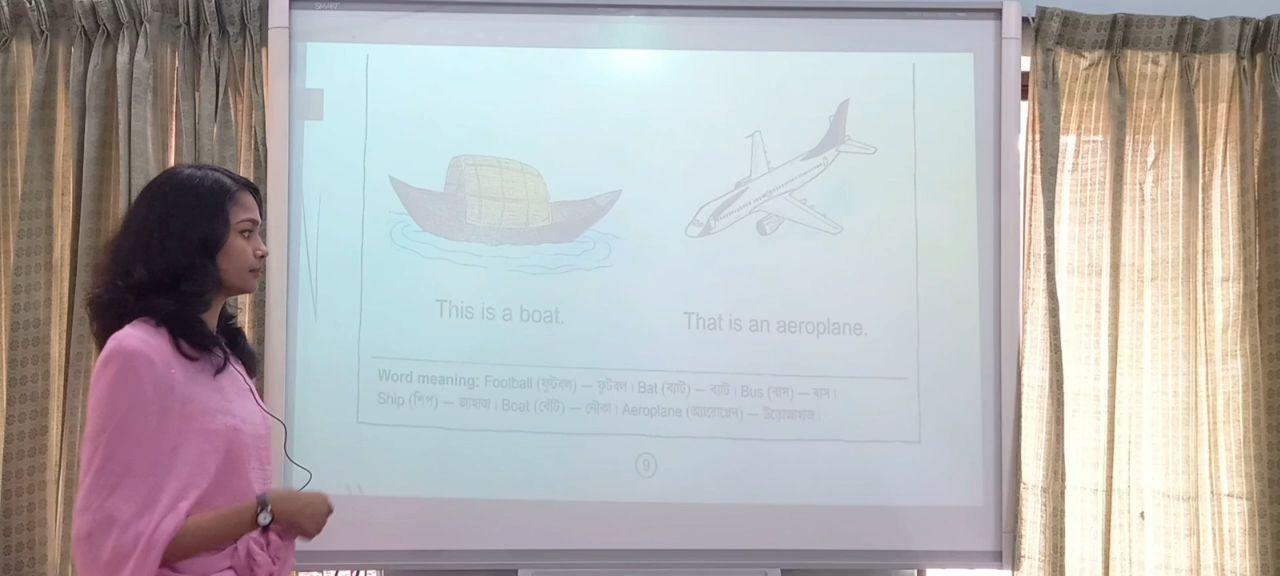 This is a boat.
That is an aeroplane.
Word meaning: Football (ফুটবল) — ফুটবল। Bat (ব্যাট) — ব্যাট। Bus (বাস) — বাস।
Ship (শিপ) — জাহাজ। Boat (বোট) — নৌকা। Aeroplane (অ্যারোপ্লেন) — উড়োজাহাজ
9